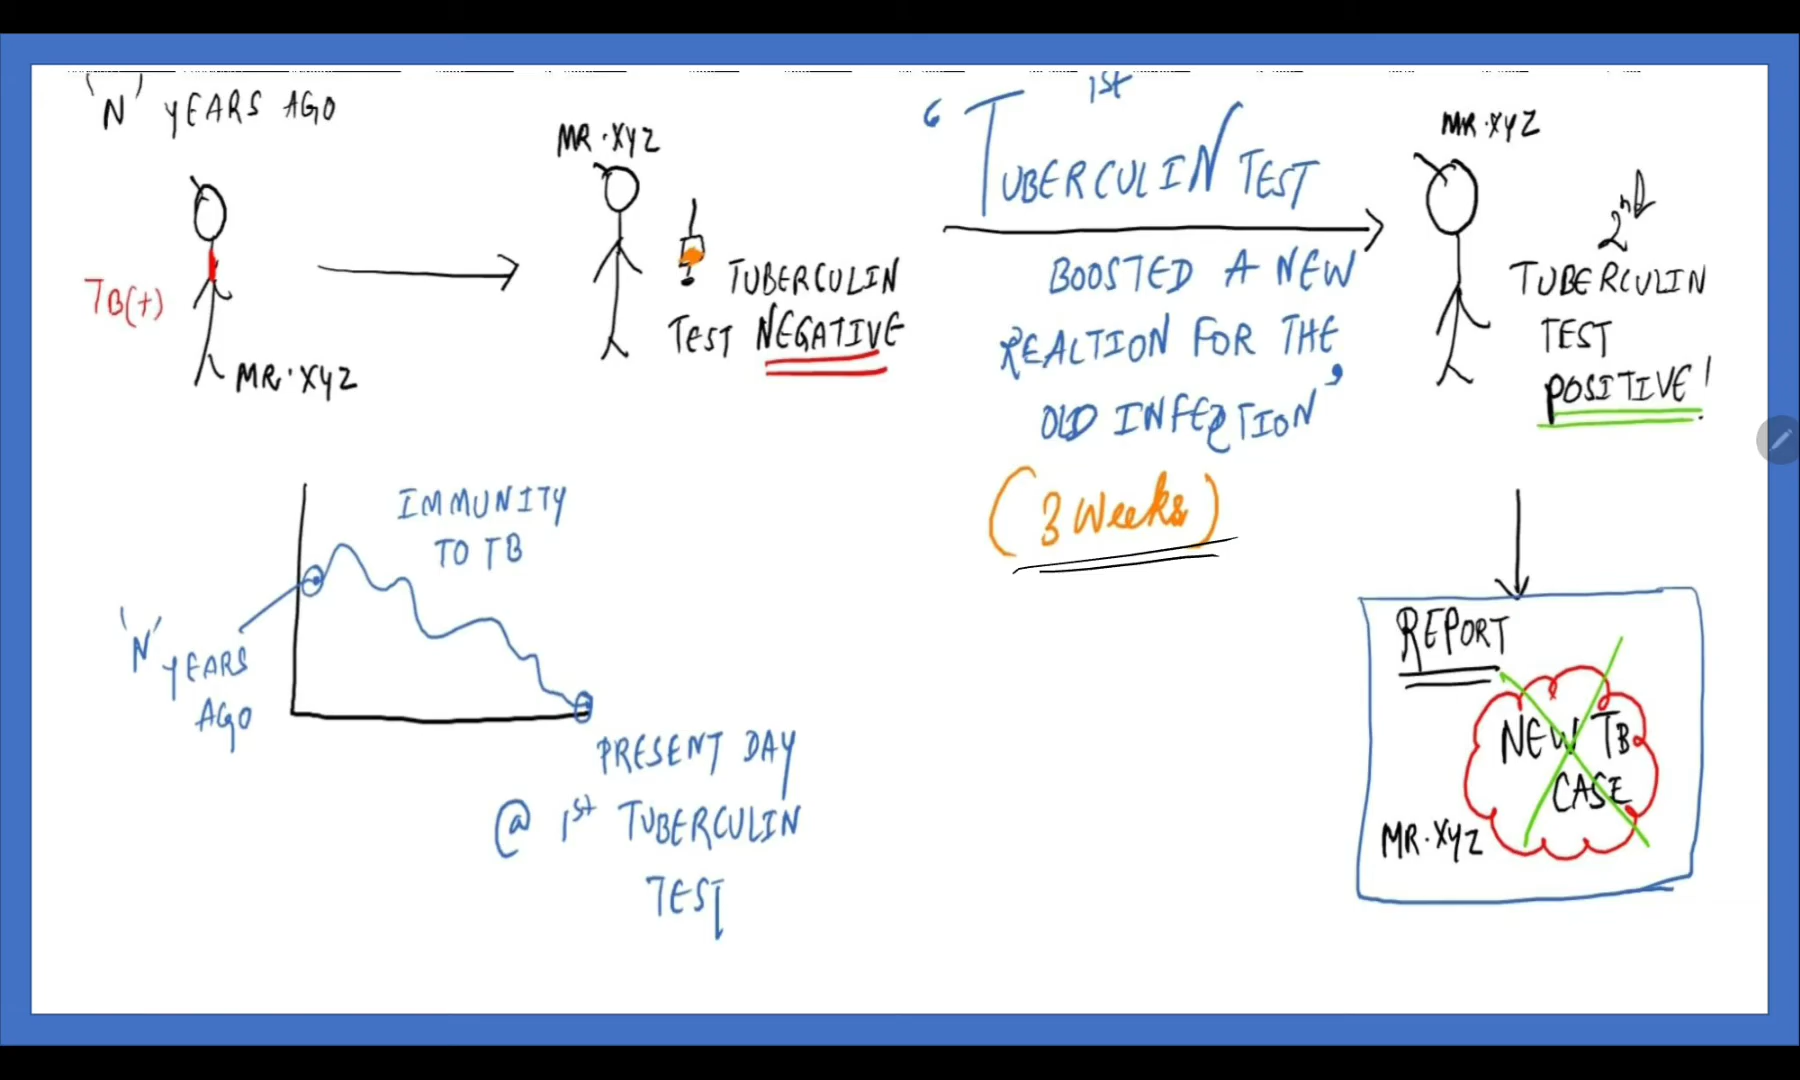 'N' YEARS AGO
TB(+)
MR. XYZ
MR. XYZ
TUBERCULIN
TEST NEGATIVE
1st
'TUBERCULIN TEST
BOOSTED A NEW
REACTION FOR THE
OLD INFECTION'
(3 Weeks)
MR. XYZ
2nd
TUBERCULIN
TEST
POSITIVE!
IMMUNITY
TO TB
'N' YEARS
AGO
PRESENT DAY
@ 1st TUBERCULIN
TEST
REPORT
NEW TB
CASE
MR. XYZ